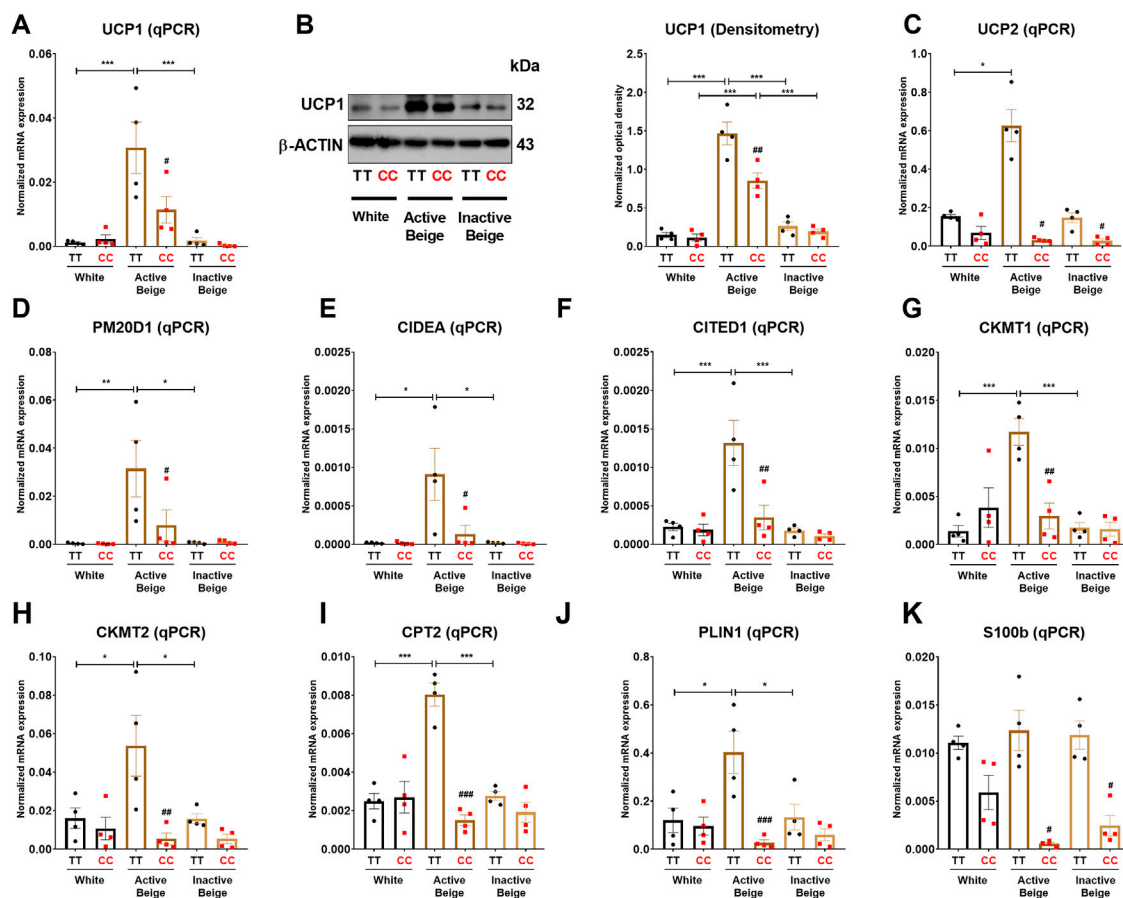 A
UCP1 (qPCR)
Normalized mRNA expression
0.06
0.04
0.02
0.00
***
***
#
TT CC TT CC TT CC
White Active Beige Inactive Beige
B
kDa
UCP1
32
β-ACTIN
43
TT CC TT CC TT CC
White Active Beige Inactive Beige
UCP1 (Densitometry)
Normalized optical density
2.5
2.0
1.5
1.0
0.5
0.0
***
***
***
***
##
TT CC TT CC TT CC
White Active Beige Inactive Beige
C
UCP2 (qPCR)
Normalized mRNA expression
1.0
0.8
0.6
0.4
0.2
0.0
*
#
#
TT CC TT CC TT CC
White Active Beige Inactive Beige
D
PM20D1 (qPCR)
Normalized mRNA expression
0.08
0.06
0.04
0.02
0.00
**
*
#
TT CC TT CC TT CC
White Active Beige Inactive Beige
E
CIDEA (qPCR)
Normalized mRNA expression
0.0025
0.0020
0.0015
0.0010
0.0005
0.0000
*
*
#
TT CC TT CC TT CC
White Active Beige Inactive Beige
F
CITED1 (qPCR)
Normalized mRNA expression
0.0025
0.0020
0.0015
0.0010
0.0005
0.0000
***
***
##
TT CC TT CC TT CC
White Active Beige Inactive Beige
G
CKMT1 (qPCR)
Normalized mRNA expression
0.020
0.015
0.010
0.005
0.000
***
***
##
TT CC TT CC TT CC
White Active Beige Inactive Beige
H
CKMT2 (qPCR)
Normalized mRNA expression
0.10
0.08
0.06
0.04
0.02
0.00
*
*
##
TT CC TT CC TT CC
White Active Beige Inactive Beige
I
CPT2 (qPCR)
Normalized mRNA expression
0.010
0.008
0.006
0.004
0.002
0.000
***
***
###
TT CC TT CC TT CC
White Active Beige Inactive Beige
J
PLIN1 (qPCR)
Normalized mRNA expression
0.8
0.6
0.4
0.2
0.0
*
*
###
TT CC TT CC TT CC
White Active Beige Inactive Beige
K
S100b (qPCR)
Normalized mRNA expression
0.020
0.015
0.010
0.005
0.000
#
#
TT CC TT CC TT CC
White Active Beige Inactive Beige